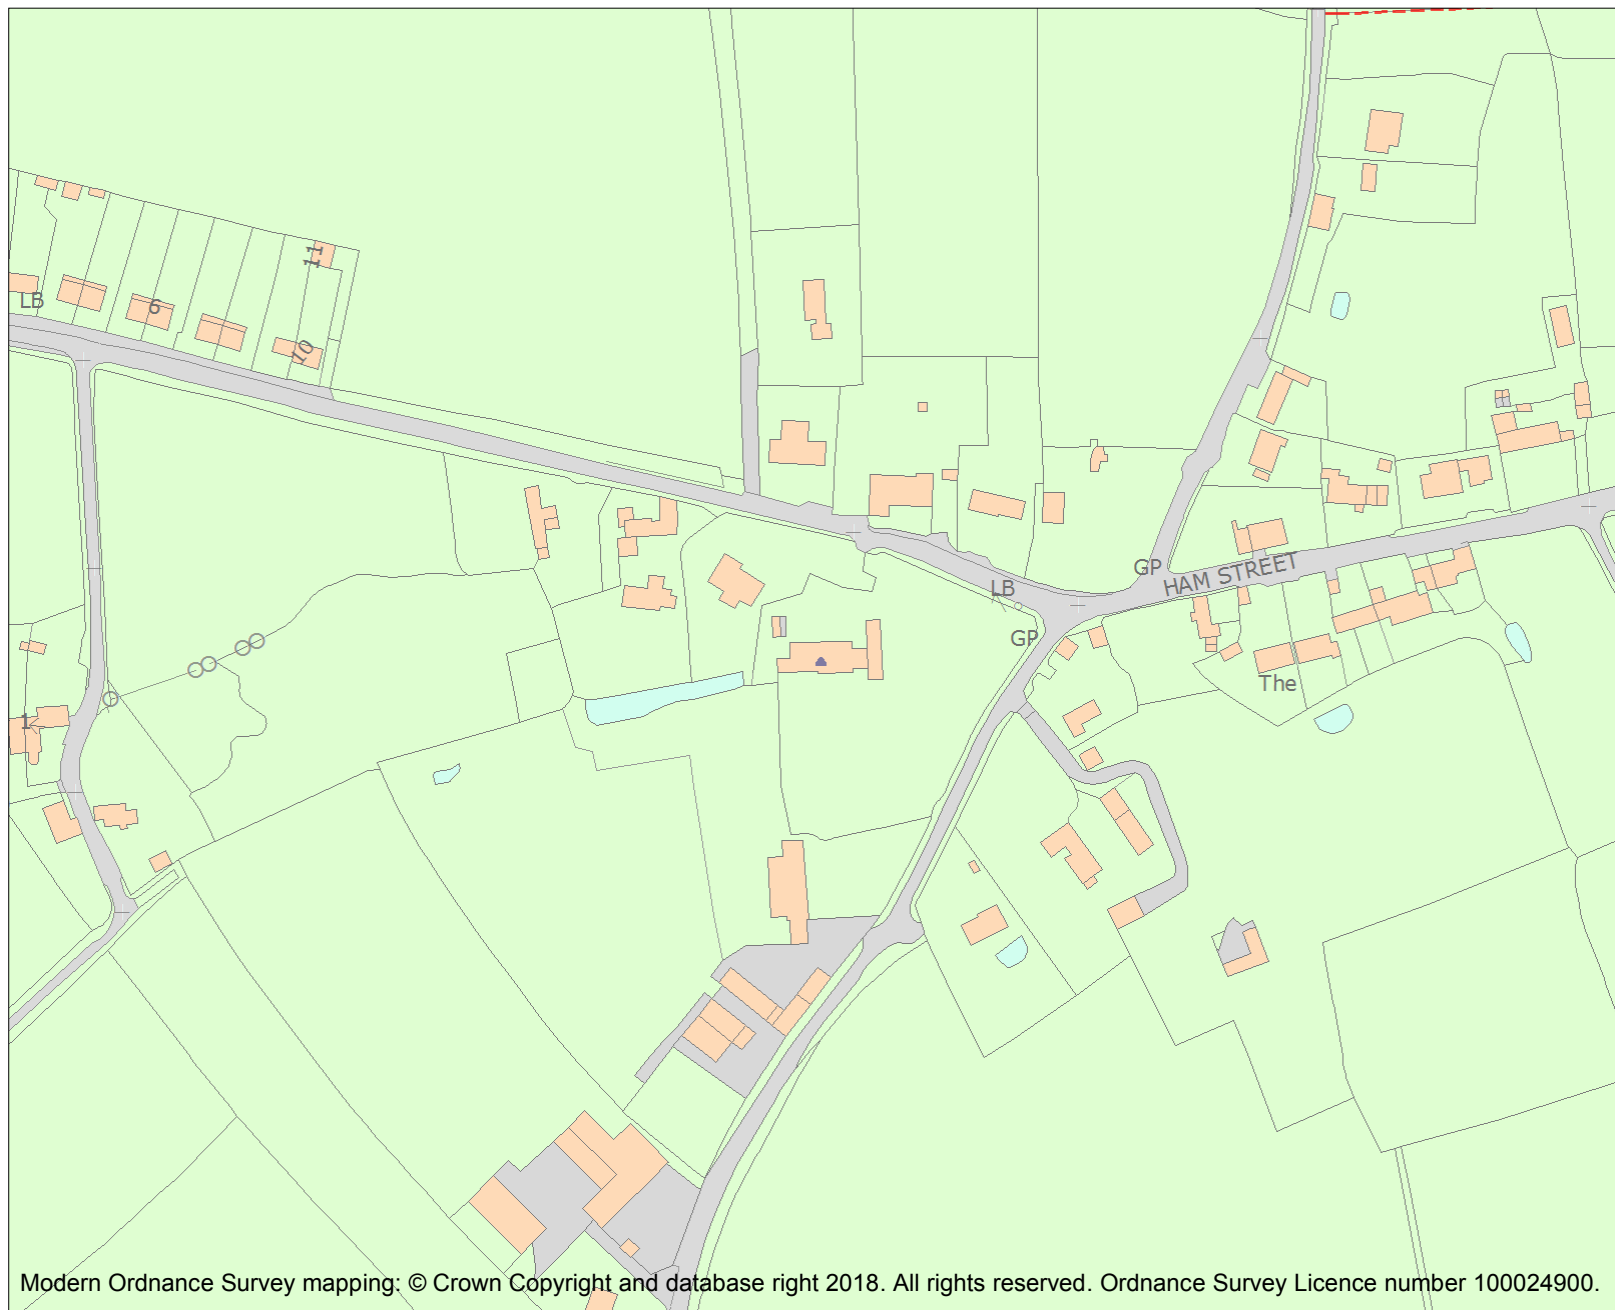 11
LB
6
10
GP
HAM STREET
LB
GP
The
1
Modern Ordnance Survey mapping: © Crown Copyright and database right 2018. All rights reserved. Ordnance Survey Licence number 100024900.